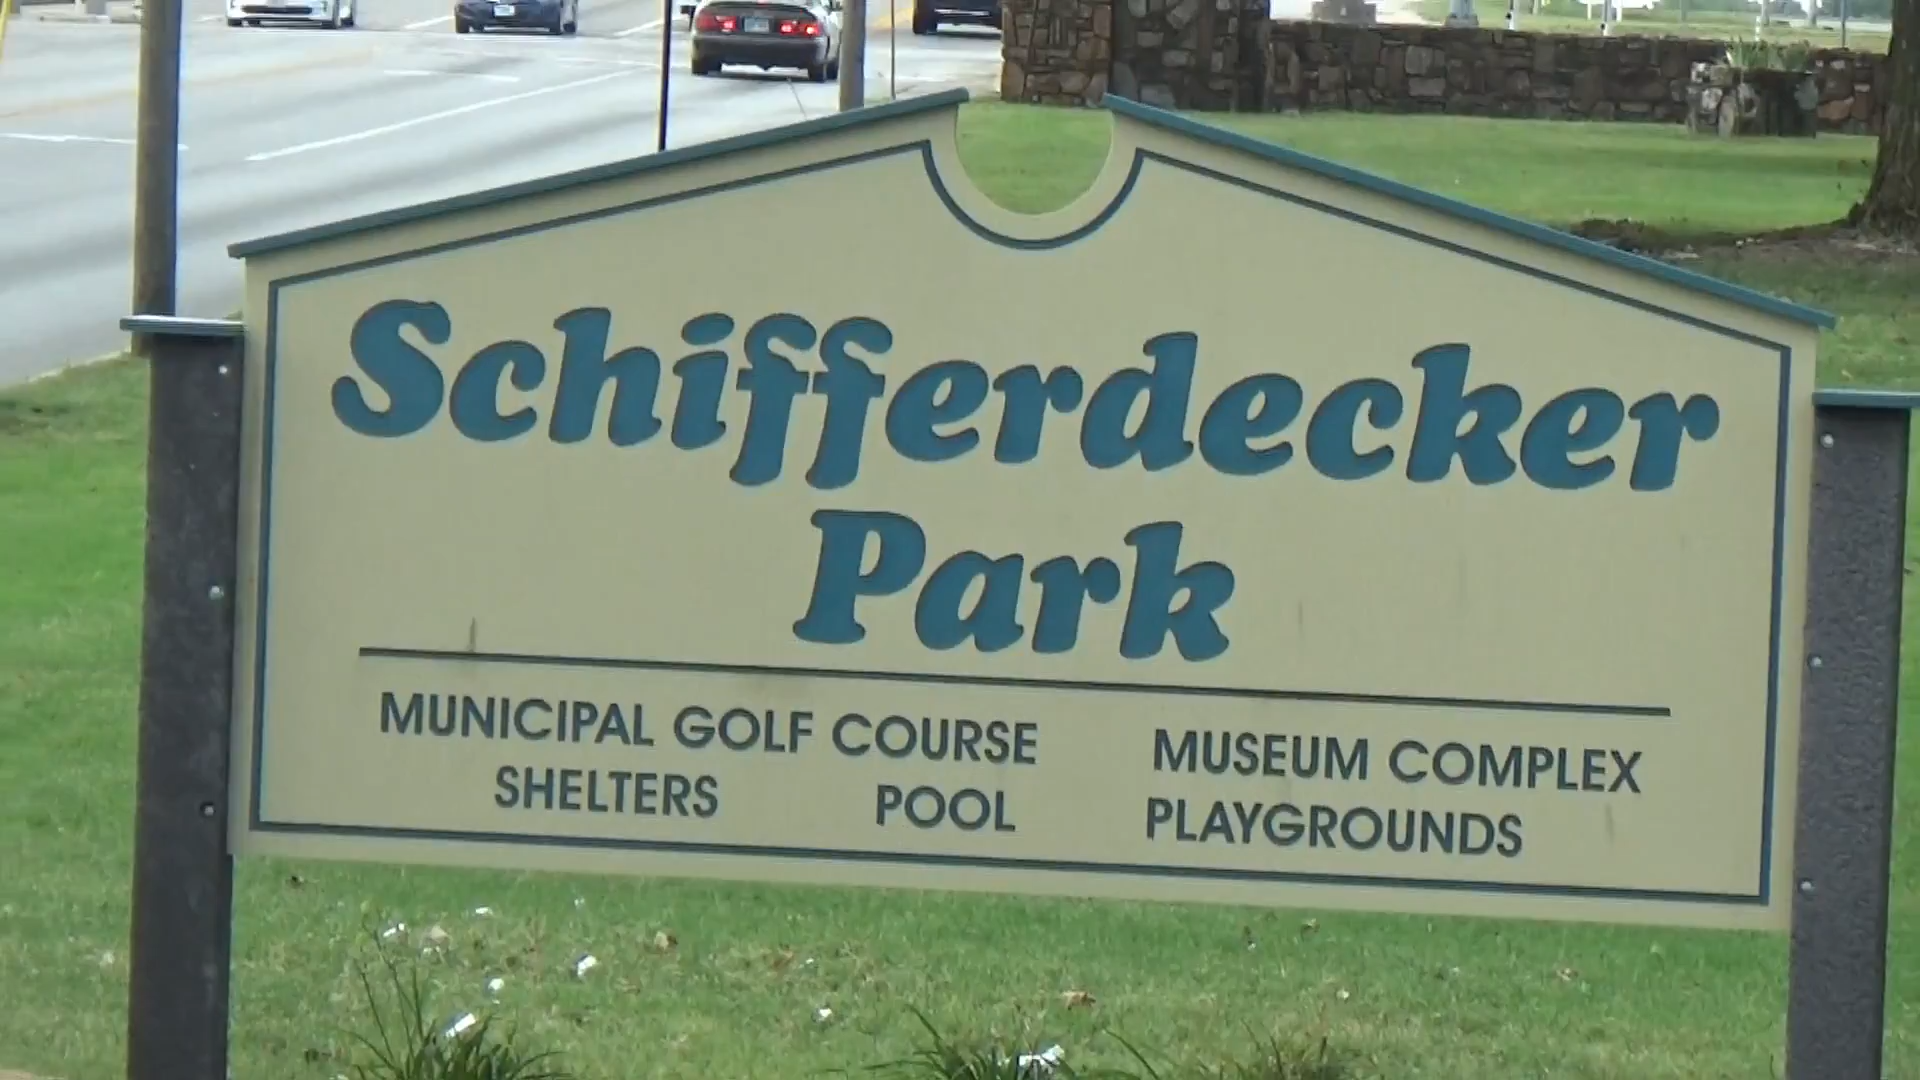 Schifferdecker
Park
MUNICIPAL GOLF COURSE MUSEUM COMPLEX
SHELTERS POOL PLAYGROUNDS